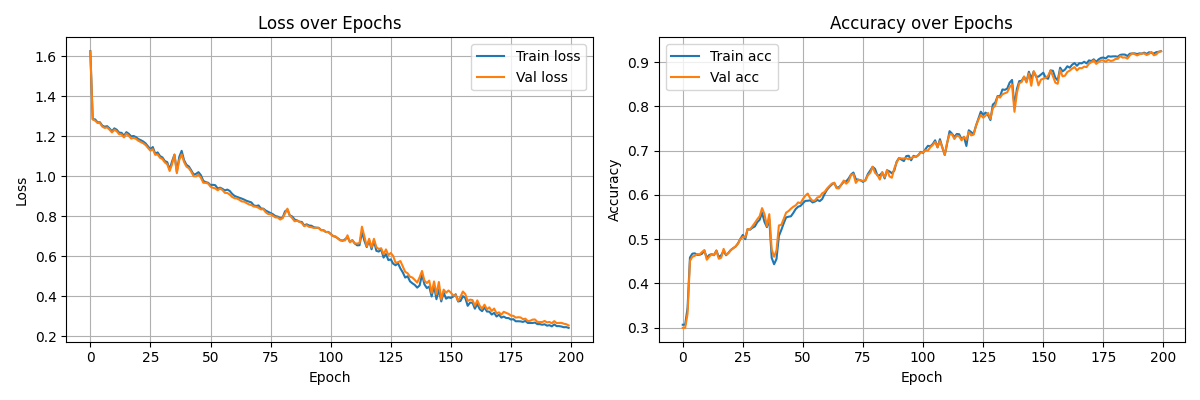 Loss over Epochs
Loss
1.6
1.4
1.2
1.0
0.8
0.6
0.4
0.2
Train loss
Val loss
0 25 50 75 100 125 150 175 200
Epoch
Accuracy over Epochs
Accuracy
0.9
0.8
0.7
0.6
0.5
0.4
0.3
Train acc
Val acc
0 25 50 75 100 125 150 175 200
Epoch